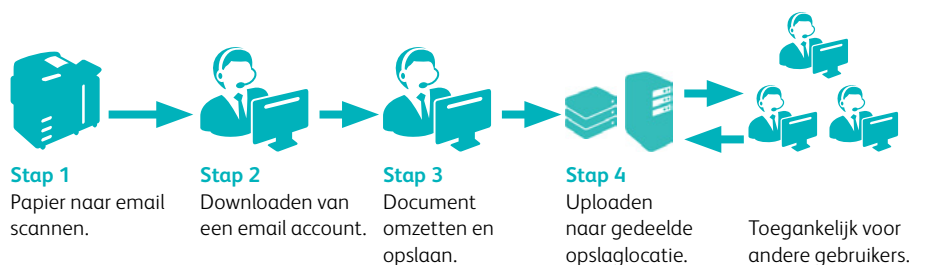 Stap 1
Papier naar email
scannen.
Stap 2
Downloaden van
een email account.
Stap 3
Document
omzetten en
opslaan.
Stap 4
Uploaden
naar gedeelde
opslaglocatie.
Toegankelijk voor
andere gebruikers.